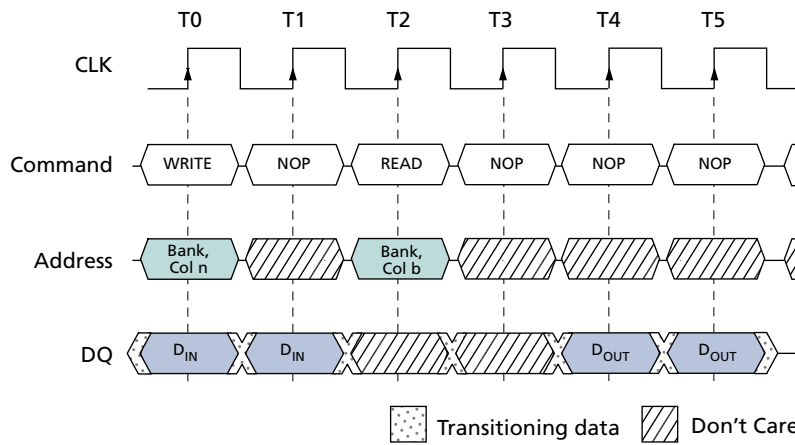 T0 T1 T2 T3 T4 T5
CLK
Command WRITE NOP READ NOP NOP NOP
Address Bank, Col n Bank, Col b
DQ DIN DIN DOUT DOUT
Transitioning data Don't Care